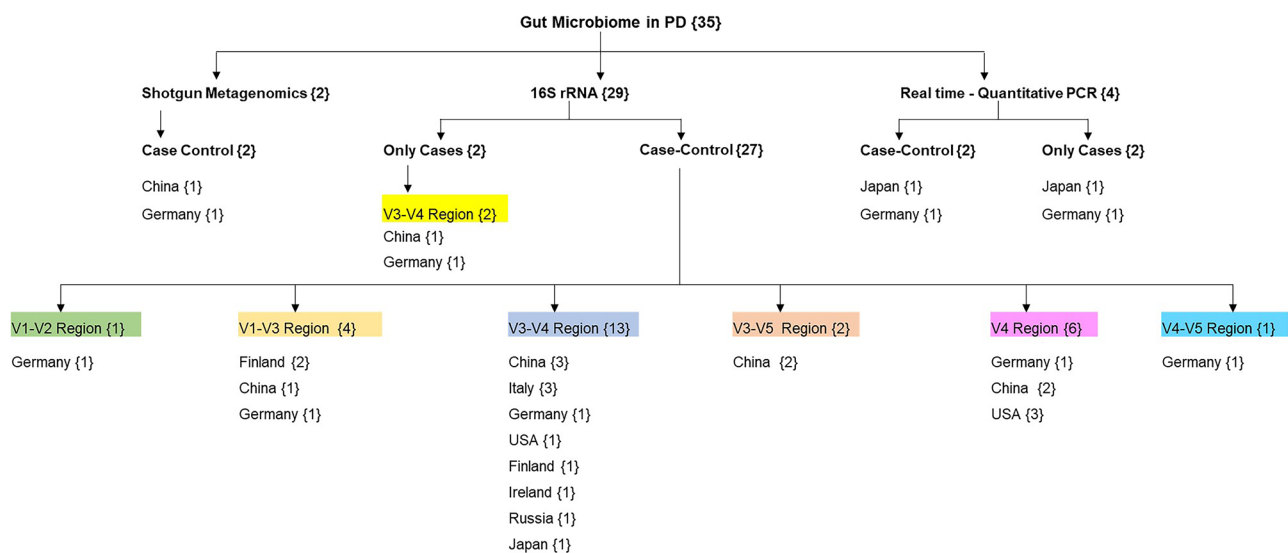 Gut Microbiome in PD {35}
Shotgun Metagenomics {2}
16S rRNA {29}
Real time - Quantitative PCR {4}
Case Control {2}
Only Cases {2}
Case-Control {27}
Case-Control {2}
Only Cases {2}
China {1}
Germany {1}
V3-V4 Region {2}
China {1}
Germany {1}
Japan {1}
Germany {1}
Japan {1}
Germany {1}
V1-V2 Region {1}
Germany {1}
V1-V3 Region {4}
Finland {2}
China {1}
Germany {1}
V3-V4 Region {13}
China {3}
Italy {3}
Germany {1}
USA {1}
Finland {1}
Ireland {1}
Russia {1}
Japan {1}
V3-V5 Region {2}
China {2}
V4 Region {6}
Germany {1}
China {2}
USA {3}
V4-V5 Region {1}
Germany {1}